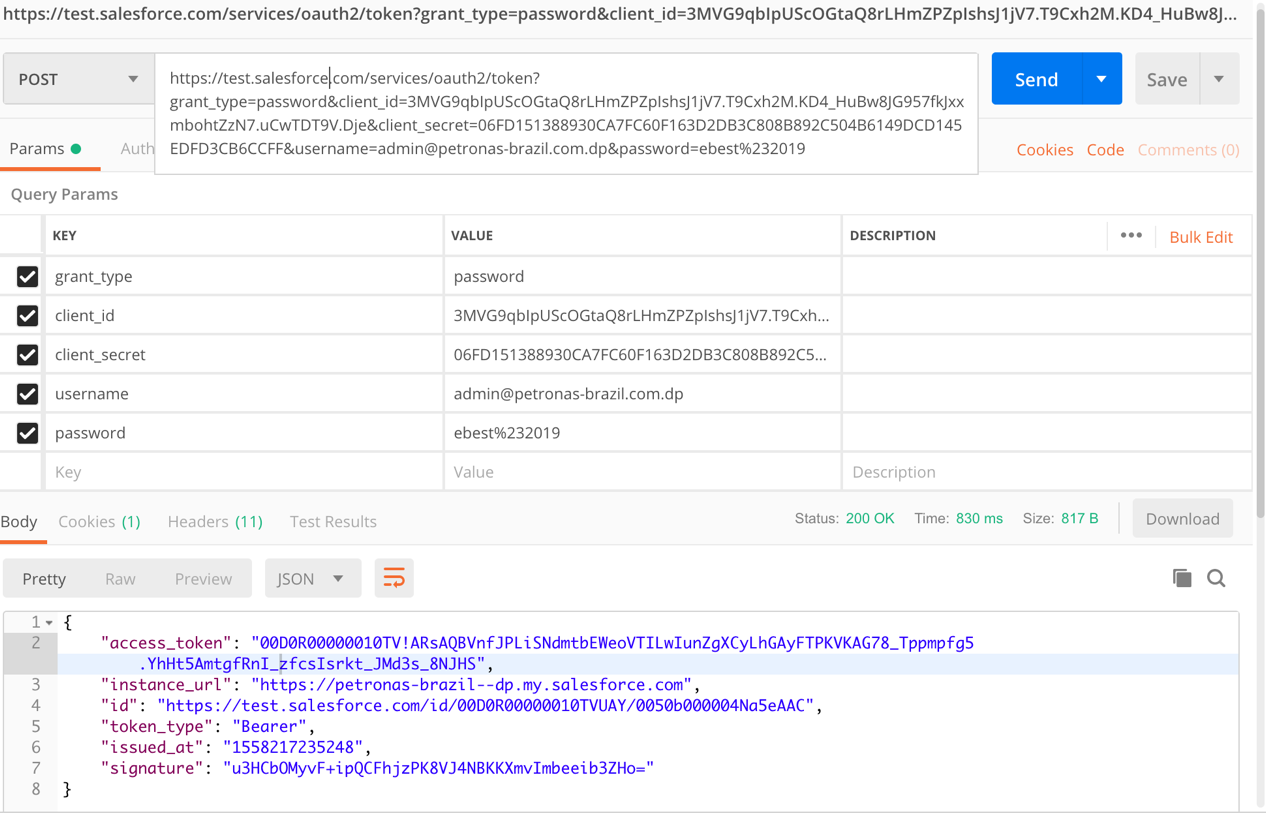 https://test.salesforce.com/services/oauth2/token?grant_type=password&client_id=3MVG9qbIpUScOGtaQ8rLHmZPZpIshsJ1jV7.T9Cxh2M.KD4_HuBw8J...
POST
https://test.salesforce.com/services/oauth2/token?
grant_type=password&client_id=3MVG9qbIpUScOGtaQ8rLHmZPZpIshsJ1jV7.T9Cxh2M.KD4_HuBw8JG957fkJxx
mbohtZzN7.uCwTDT9V.Dje&client_secret=06FD151388930CA7FC60F163D2DB3C808B892C504B6149DCD145
EDFD3CB6CCFF&username=admin@petronas-brazil.com.dp&password=ebest%232019
Send Save
Params Auth Cookies Code Comments (0)
Query Params
KEY VALUE DESCRIPTION ••• Bulk Edit
grant_type password
client_id 3MVG9qbIpUScOGtaQ8rLHmZPZpIshsJ1jV7.T9Cxh...
client_secret 06FD151388930CA7FC60F163D2DB3C808B892C5...
username admin@petronas-brazil.com.dp
password ebest%232019
Key Value Description
Body Cookies (1) Headers (11) Test Results Status: 200 OK Time: 830 ms Size: 817 B Download
Pretty Raw Preview JSON
1 {
2 "access_token": "00D0R00000010TV!ARsAQBVnfJPLiSNdmtbEWeoVTILwIunZgXCyLhGAyFTPKVKAG78_Tppmpfg5
.YhHt5AmtgfRnI_zfcsIsrkt_JMd3s_8NJHS",
3 "instance_url": "https://petronas-brazil--dp.my.salesforce.com",
4 "id": "https://test.salesforce.com/id/00D0R00000010TVUAY/0050b000004Na5eAAC",
5 "token_type": "Bearer",
6 "issued_at": "1558217235248",
7 "signature": "u3HCbOMyvF+ipQCFhjzPK8VJ4NBKKXmvImbeeib3ZHo="
8 }